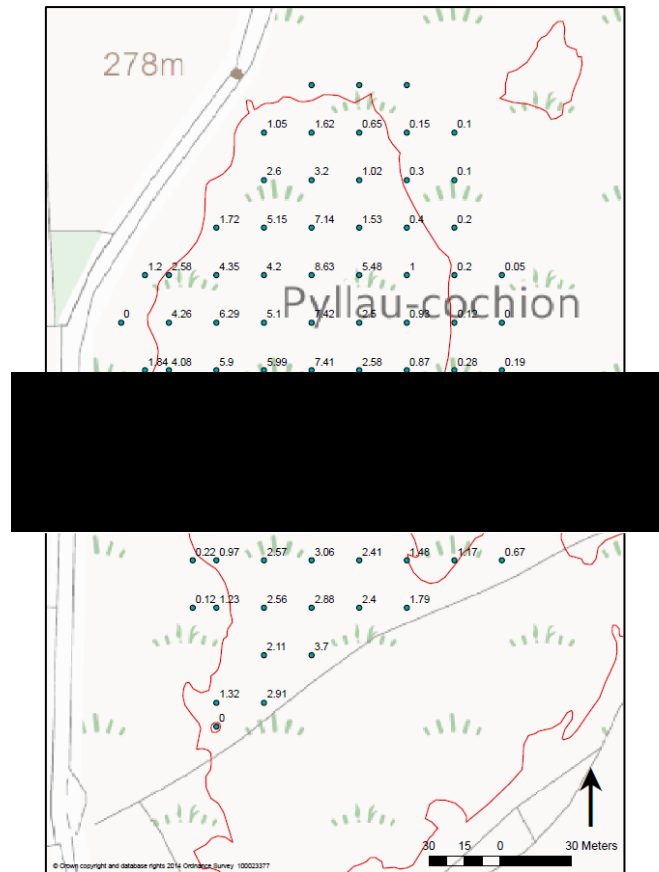 278m
1.05 1.62 0.65 0.15 0.1
2.6 3.2 1.02 0.3 0.1
1.72 5.15 7.14 1.53 0.4 0.2
1.2 2.58 4.35 4.2 8.63 5.48 1 0.2 0.05
Pyllau-cochion
0 4.26 6.29 5.1 7.42 2.5 0.93 0.12 0
1.84 4.08 5.9 5.99 7.41 2.58 0.87 0.28 0.19
0.22 0.97 2.57 3.06 2.41 1.48 1.17 0.67
0.12 1.23 2.56 2.88 2.4 1.79
2.11 3.7
1.32 2.91
0
30 15 0 30 Meters
© Crown copyright and database rights 2014 Ordnance Survey 100023377